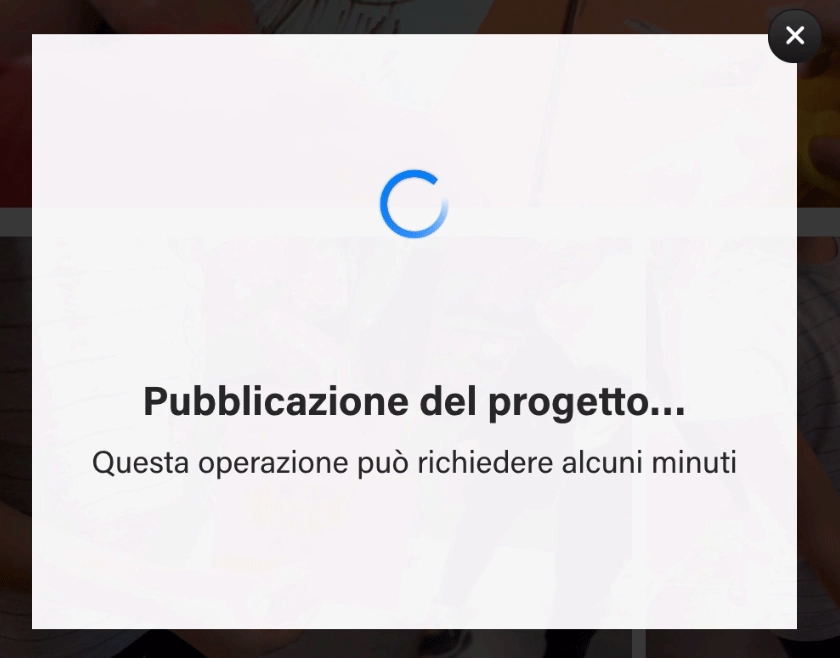 Pubblicazione del progetto...
Questa operazione può richiedere alcuni minuti